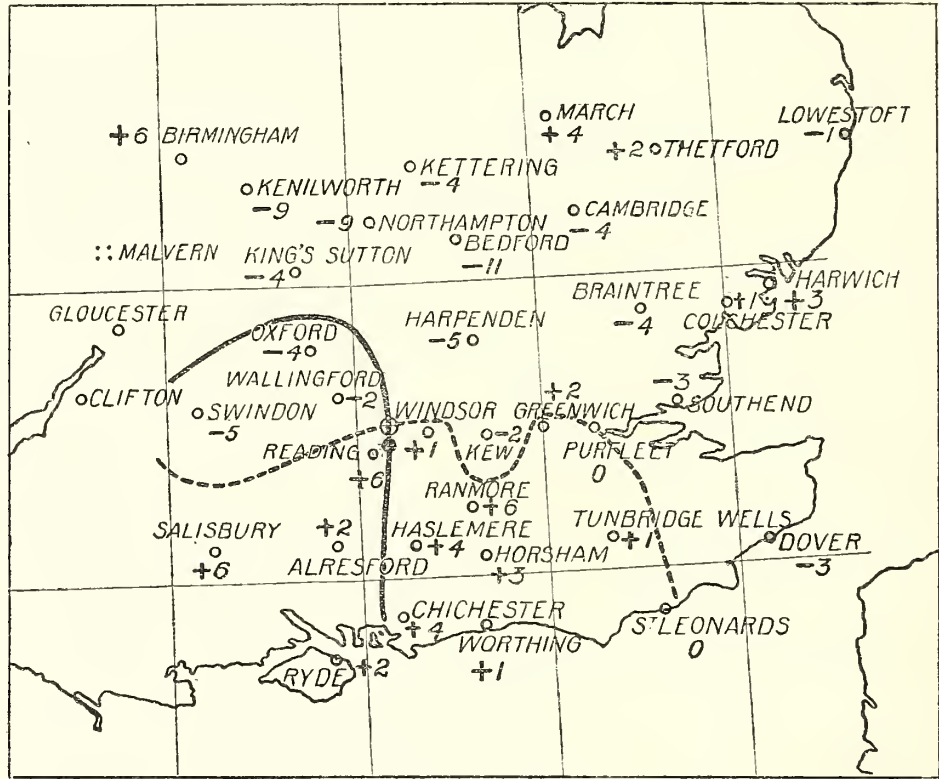 MARCH
+4
LOWESTOFT
-1
+6 BIRMINGHAM
+2 THETFORD
KETTERING
-4
KENILWORTH
-9
-9 NORTHAMPTON
CAMBRIDGE
-4
BEDFORD
-11
MALVERN
KING'S SUTTON
-4
HARWICH
+3
BRAINTREE
-4
+1
COLCHESTER
GLOUCESTER
OXFORD
-4
HARPENDEN
-5
WALLINGFORD
-2
-3
SOUTHEND
CLIFTON
SWINDON
-5
+2
WINDSOR
+1
GREENWICH
-2
KEW
PURFLEET
0
READING
+6
RANMORE
+6
SALISBURY
+6
+2
ALRESFORD
HASLEMERE
+4
HORSHAM
+3
TUNBRIDGE WELLS
+1
DOVER
-3
CHICHESTER
+4
WORTHING
+1
ST LEONARDS
0
RYDE
+2